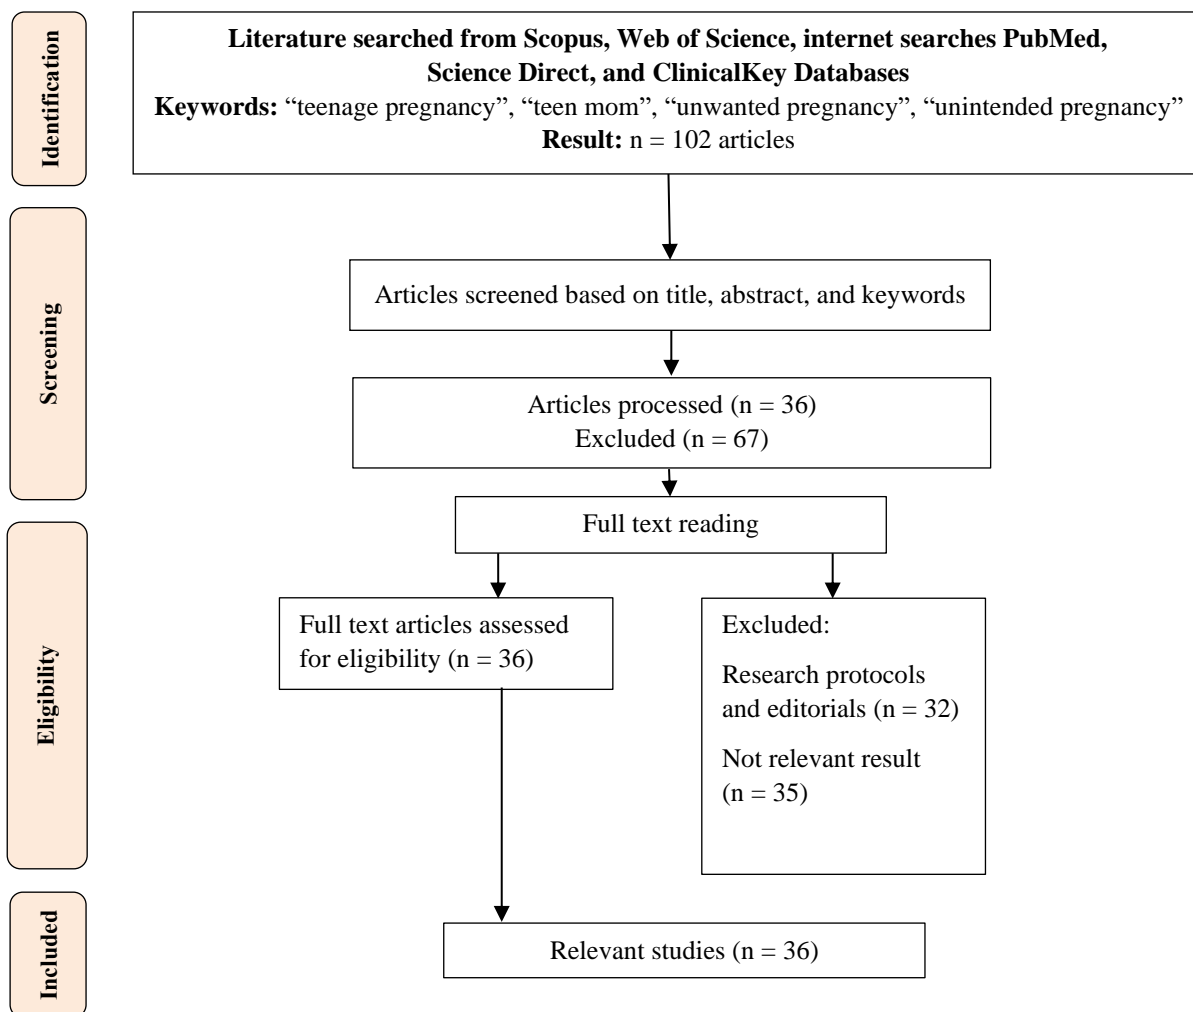 Identification
Literature searched from Scopus, Web of Science, internet searches PubMed,
Science Direct, and ClinicalKey Databases
Keywords: “teenage pregnancy”, “teen mom”, “unwanted pregnancy”, “unintended pregnancy”
Result: n = 102 articles
Screening
Articles screened based on title, abstract, and keywords
Articles processed (n = 36)
Excluded (n = 67)
Eligibility
Full text reading
Full text articles assessed
for eligibility (n = 36)
Excluded:
Research protocols
and editorials (n = 32)
Not relevant result
(n = 35)
Included
Relevant studies (n = 36)